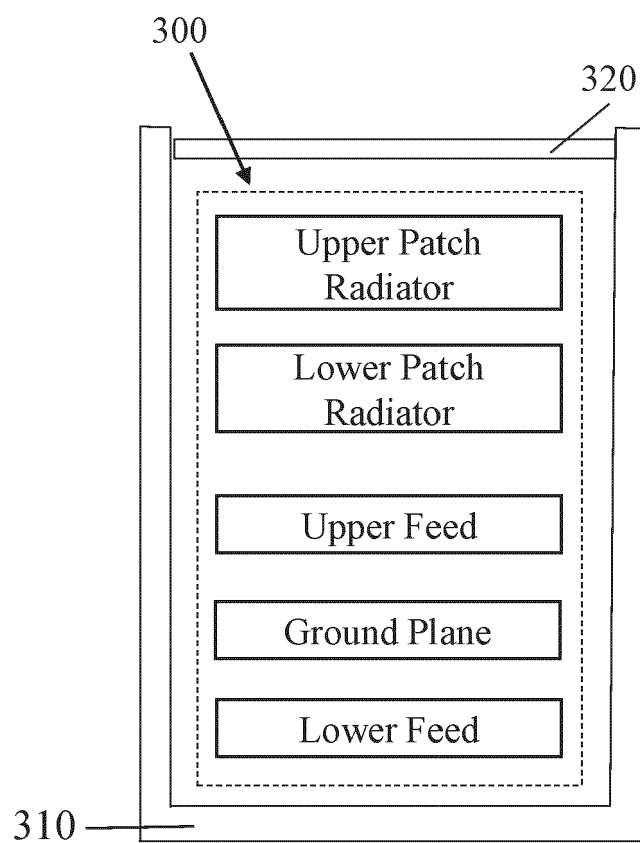 300
320
Upper Patch
Radiator
Lower Patch
Radiator
Upper Feed
Ground Plane
Lower Feed
310